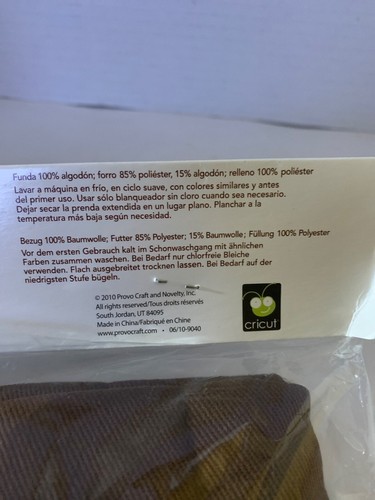 Funda 100% algodón; forro 85% poliéster, 15% algodón; relleno 100% poliéster
Lavar a máquina en frío, en ciclo suave, con colores similares y antes
del primer uso. Usar sólo blanqueador sin cloro cuando sea necesario.
Dejar secar la prenda extendida en un lugar plano. Planchar a la
temperatura más baja según necesidad.
Bezug 100% Baumwolle; Futter 85% Polyester; 15% Baumwolle; Füllung 100% Polyester
Vor dem ersten Gebrauch kalt im Schonwaschgang mit ähnlichen
Farben zusammen waschen. Bei Bedarf nur chlorfreie Bleiche
verwenden. Flach ausgebreitet trocknen lassen. Bei Bedarf auf der
niedrigsten Stufe bügeln.
© 2010 Provo Craft and Novelty, Inc.
All rights reserved/Tous droits réservés
South Jordan, UT 84095
Made in China/Fabriqué en Chine
www.provocraft.com • 06/10-9040
cricut